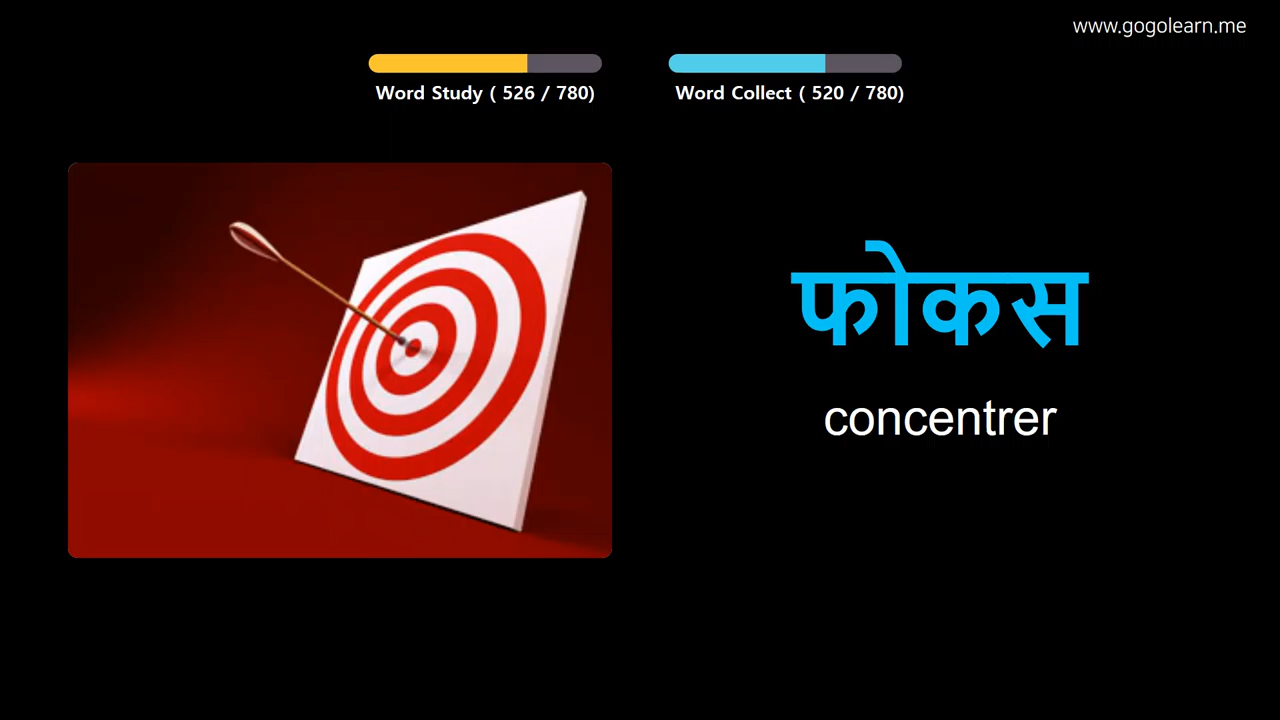 www.gogolearn.me
Word Study ( 526 / 780)
Word Collect ( 520 / 780)
फोकस
concentrer